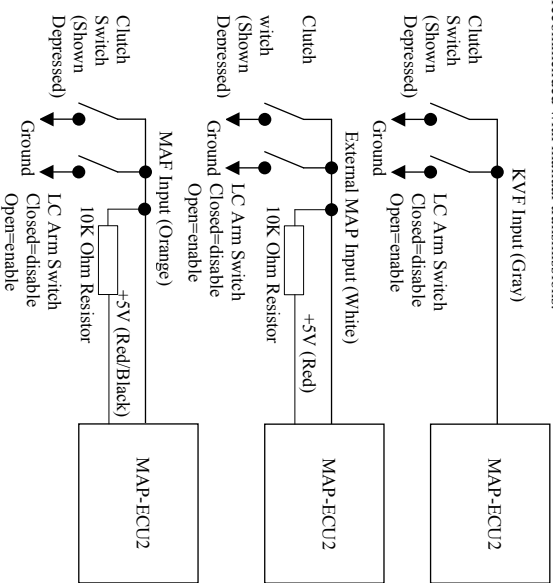 KVF Input (Gray)
Clutch
Switch
(Shown
Depressed)
Ground
LC Arm Switch
Closed=disable
Open=enable
MAP-ECU2
External MAP Input (White)
Clutch
witch
(Shown
Depressed)
Ground
LC Arm Switch
Closed=disable
Open=enable
10K Ohm Resistor
+5V (Red)
MAP-ECU2
MAF Input (Orange)
Clutch
Switch
(Shown
Depressed)
Ground
LC Arm Switch
Closed=disable
Open=enable
10K Ohm Resistor
+5V (Red/Black)
MAP-ECU2